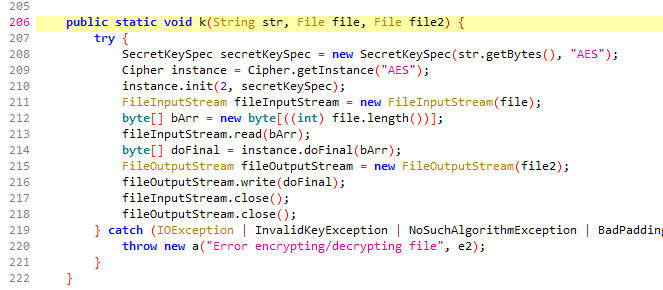 205
206 public static void k(String str, File file, File file2) {
207 try {
208 SecretKeySpec secretKeySpec = new SecretKeySpec(str.getBytes(), "AES");
209 Cipher instance = Cipher.getInstance("AES");
210 instance.init(2, secretKeySpec);
211 FileInputStream fileInputStream = new FileInputStream(file);
212 byte[] bArr = new byte[((int) file.length())];
213 fileInputStream.read(bArr);
214 byte[] doFinal = instance.doFinal(bArr);
215 FileOutputStream fileOutputStream = new FileOutputStream(file2);
216 fileOutputStream.write(doFinal);
217 fileInputStream.close();
218 fileOutputStream.close();
219 } catch (IOException | InvalidKeyException | NoSuchAlgorithmException | BadPadding
220 throw new a("Error encrypting/decrypting file", e2);
221 }
222 }